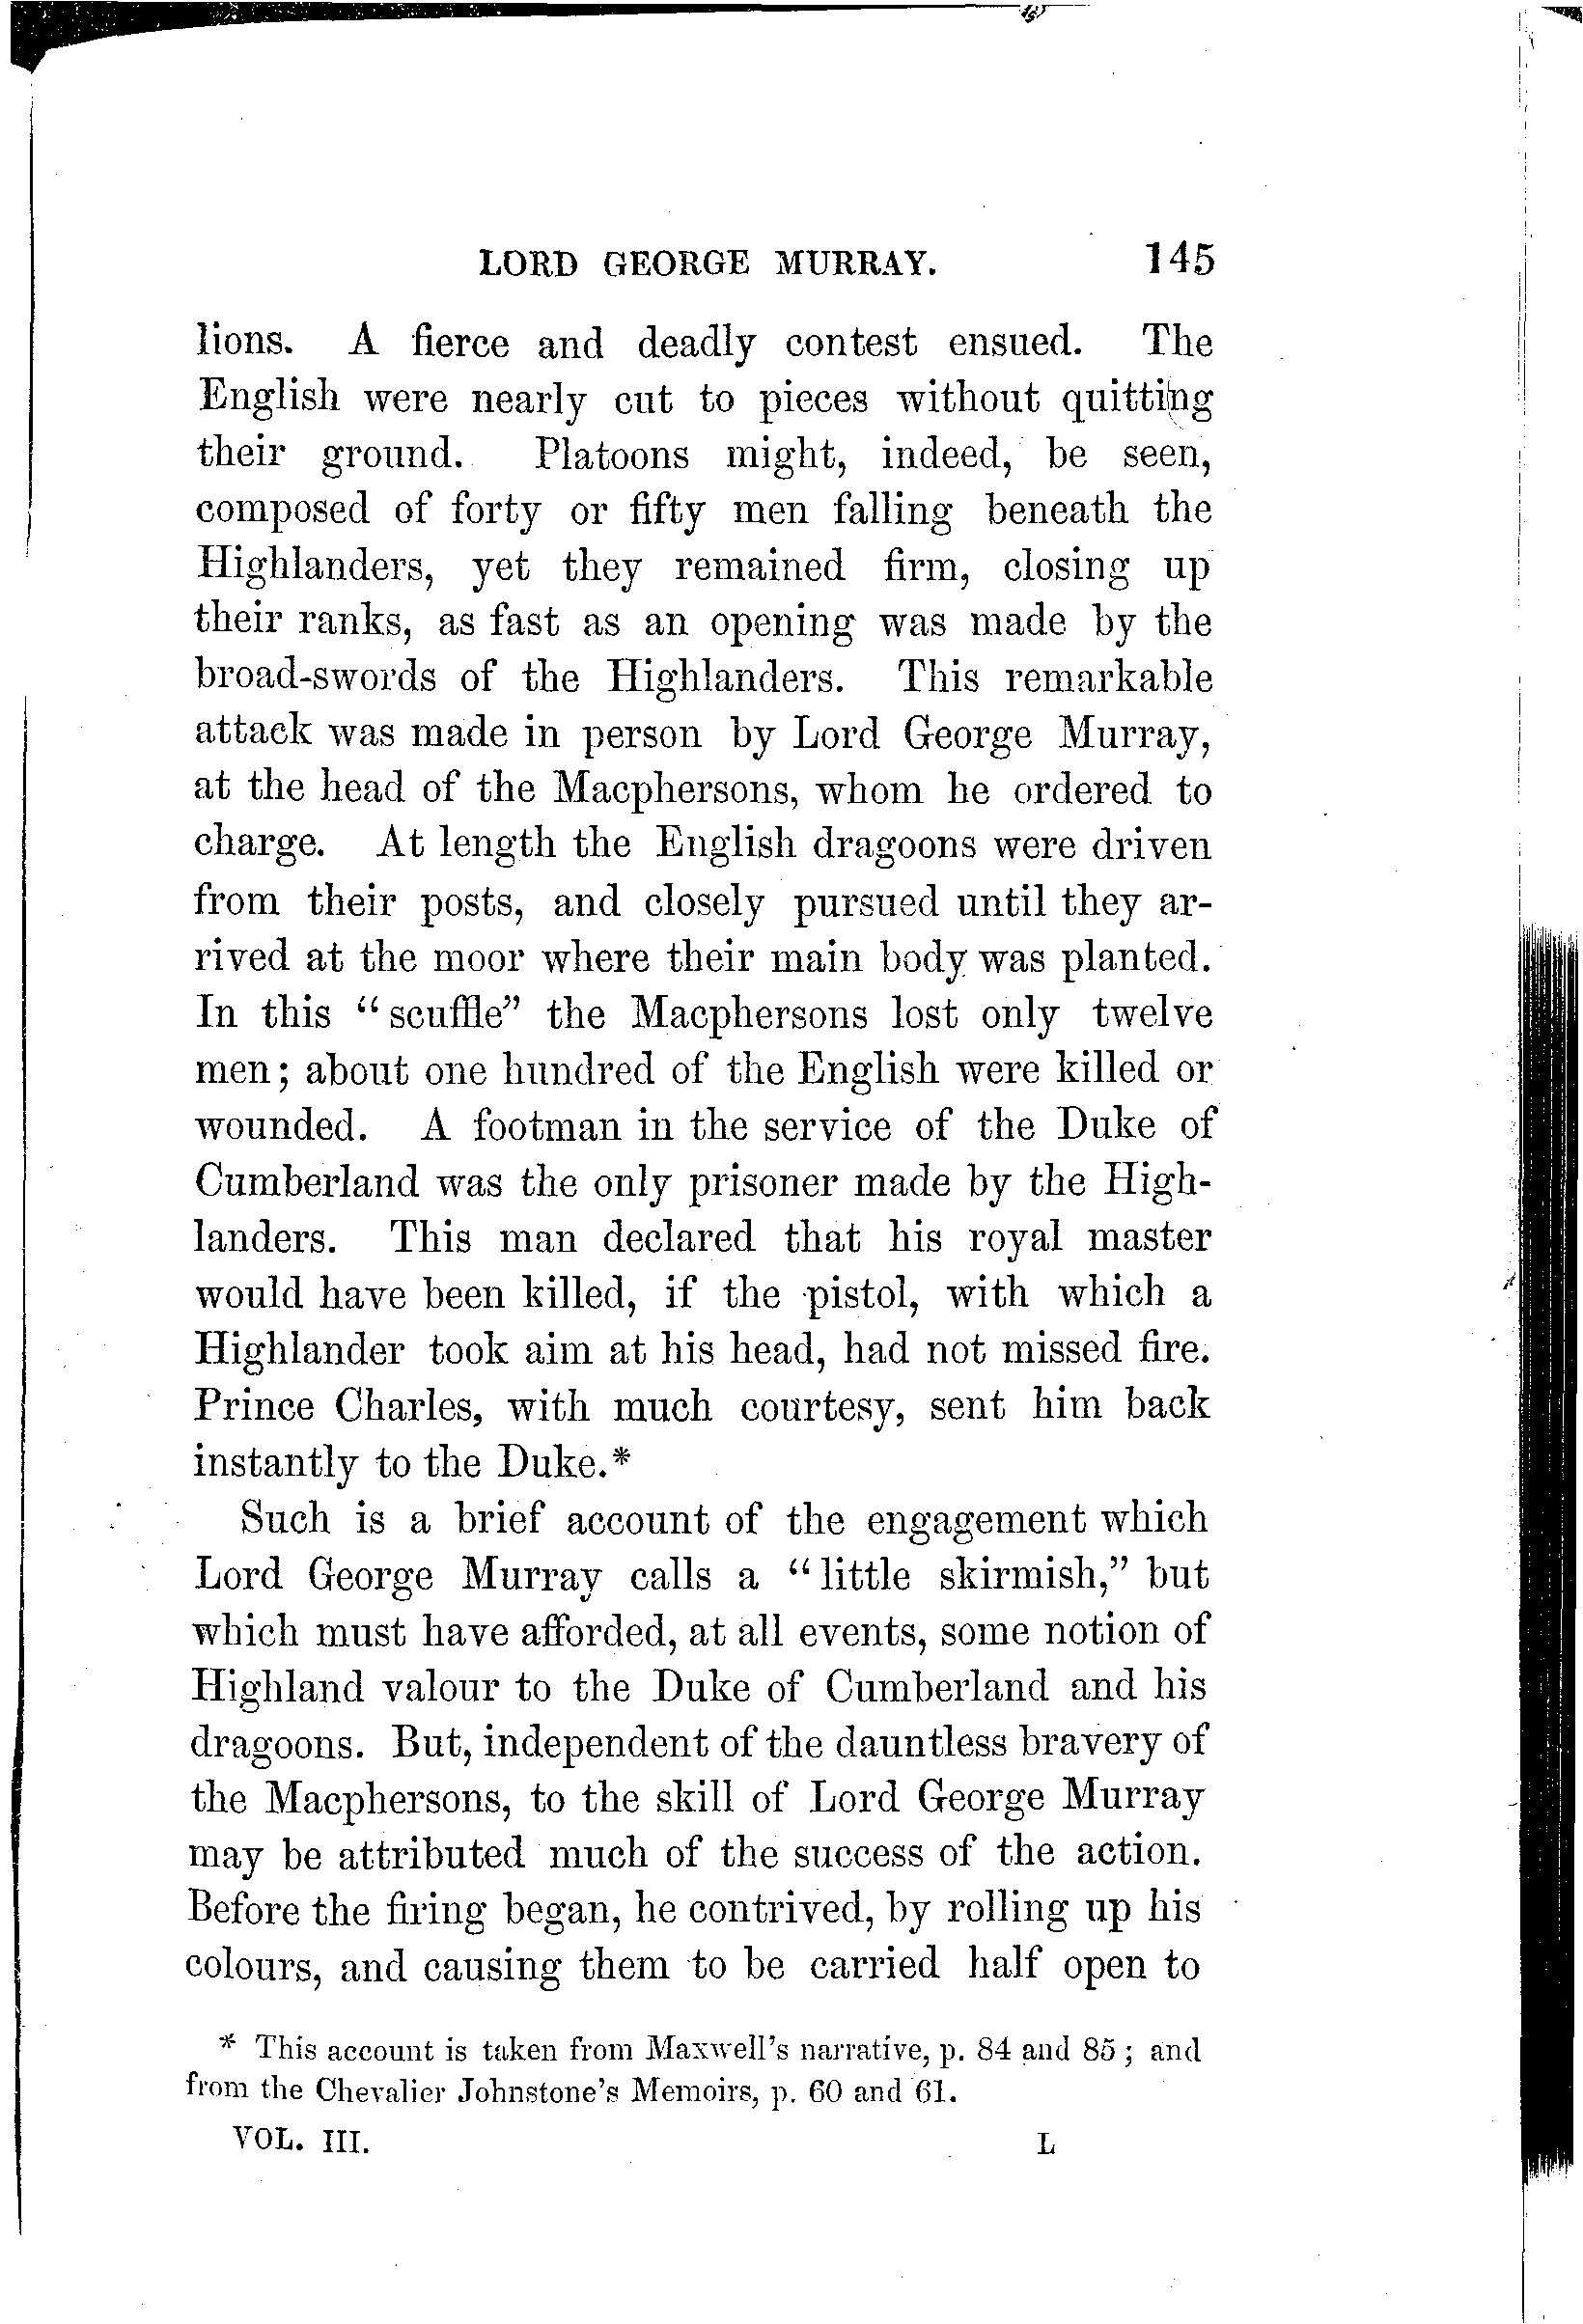 LORD GEORGE MURRAY. 145
lions. A fierce and deadly contest ensued. The
English were nearly cut to pieces without quitting
their ground. Platoons might, indeed, be seen,
composed of forty or fifty men falling beneath the
Highlanders, yet they remained firm, closing up
their ranks, as fast as an opening was made by the
broad-swords of the Highlanders. This remarkable
attack was made in person by Lord George Murray,
at the head of the Macphersons, whom he ordered to
charge. At length the English dragoons were driven
from their posts, and closely pursued until they ar-
rived at the moor where their main body was planted.
In this “scuffle” the Macphersons lost only twelve
men; about one hundred of the English were killed or
wounded. A footman in the service of the Duke of
Cumberland was the only prisoner made by the High-
landers. This man declared that his royal master
would have been killed, if the pistol, with which a
Highlander took aim at his head, had not missed fire.
Prince Charles, with much courtesy, sent him back
instantly to the Duke.*
Such is a brief account of the engagement which
Lord George Murray calls a “little skirmish,” but
which must have afforded, at all events, some notion of
Highland valour to the Duke of Cumberland and his
dragoons. But, independent of the dauntless bravery of
the Macphersons, to the skill of Lord George Murray
may be attributed much of the success of the action.
Before the firing began, he contrived, by rolling up his
colours, and causing them to be carried half open to
* This account is taken from Maxwell's narrative, p. 84 and 85; and
from the Chevalier Johnstone's Memoirs, p. 60 and 61.
VOL. III. L